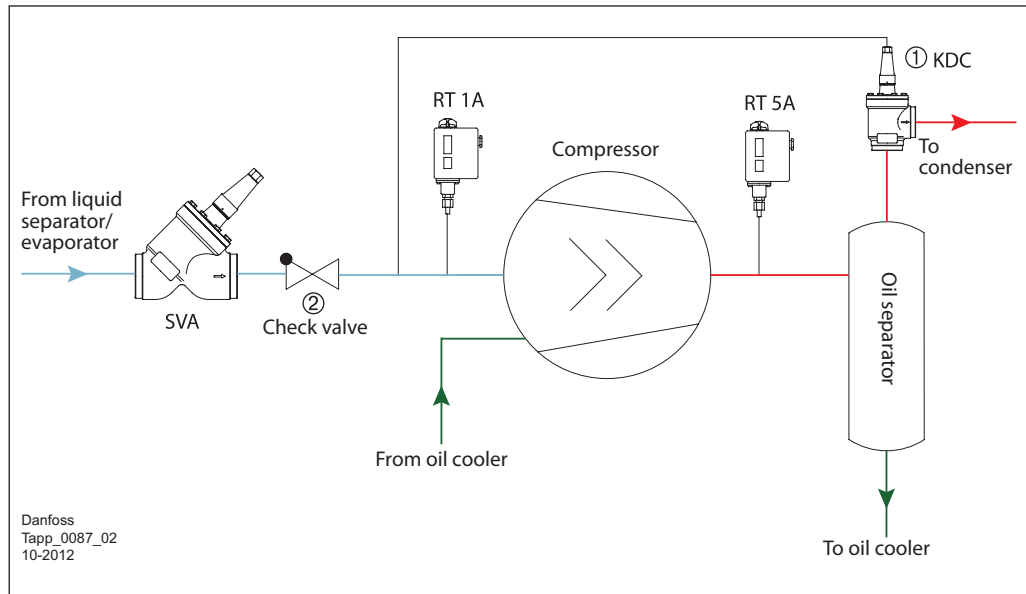 ① KDC
RT 1A
RT 5A
To
condenser
Compressor
From liquid
separator/
evaporator
Oil separator
SVA
②
Check valve
From oil cooler
To oil cooler
Danfoss
Tapp_0087_02
10-2012